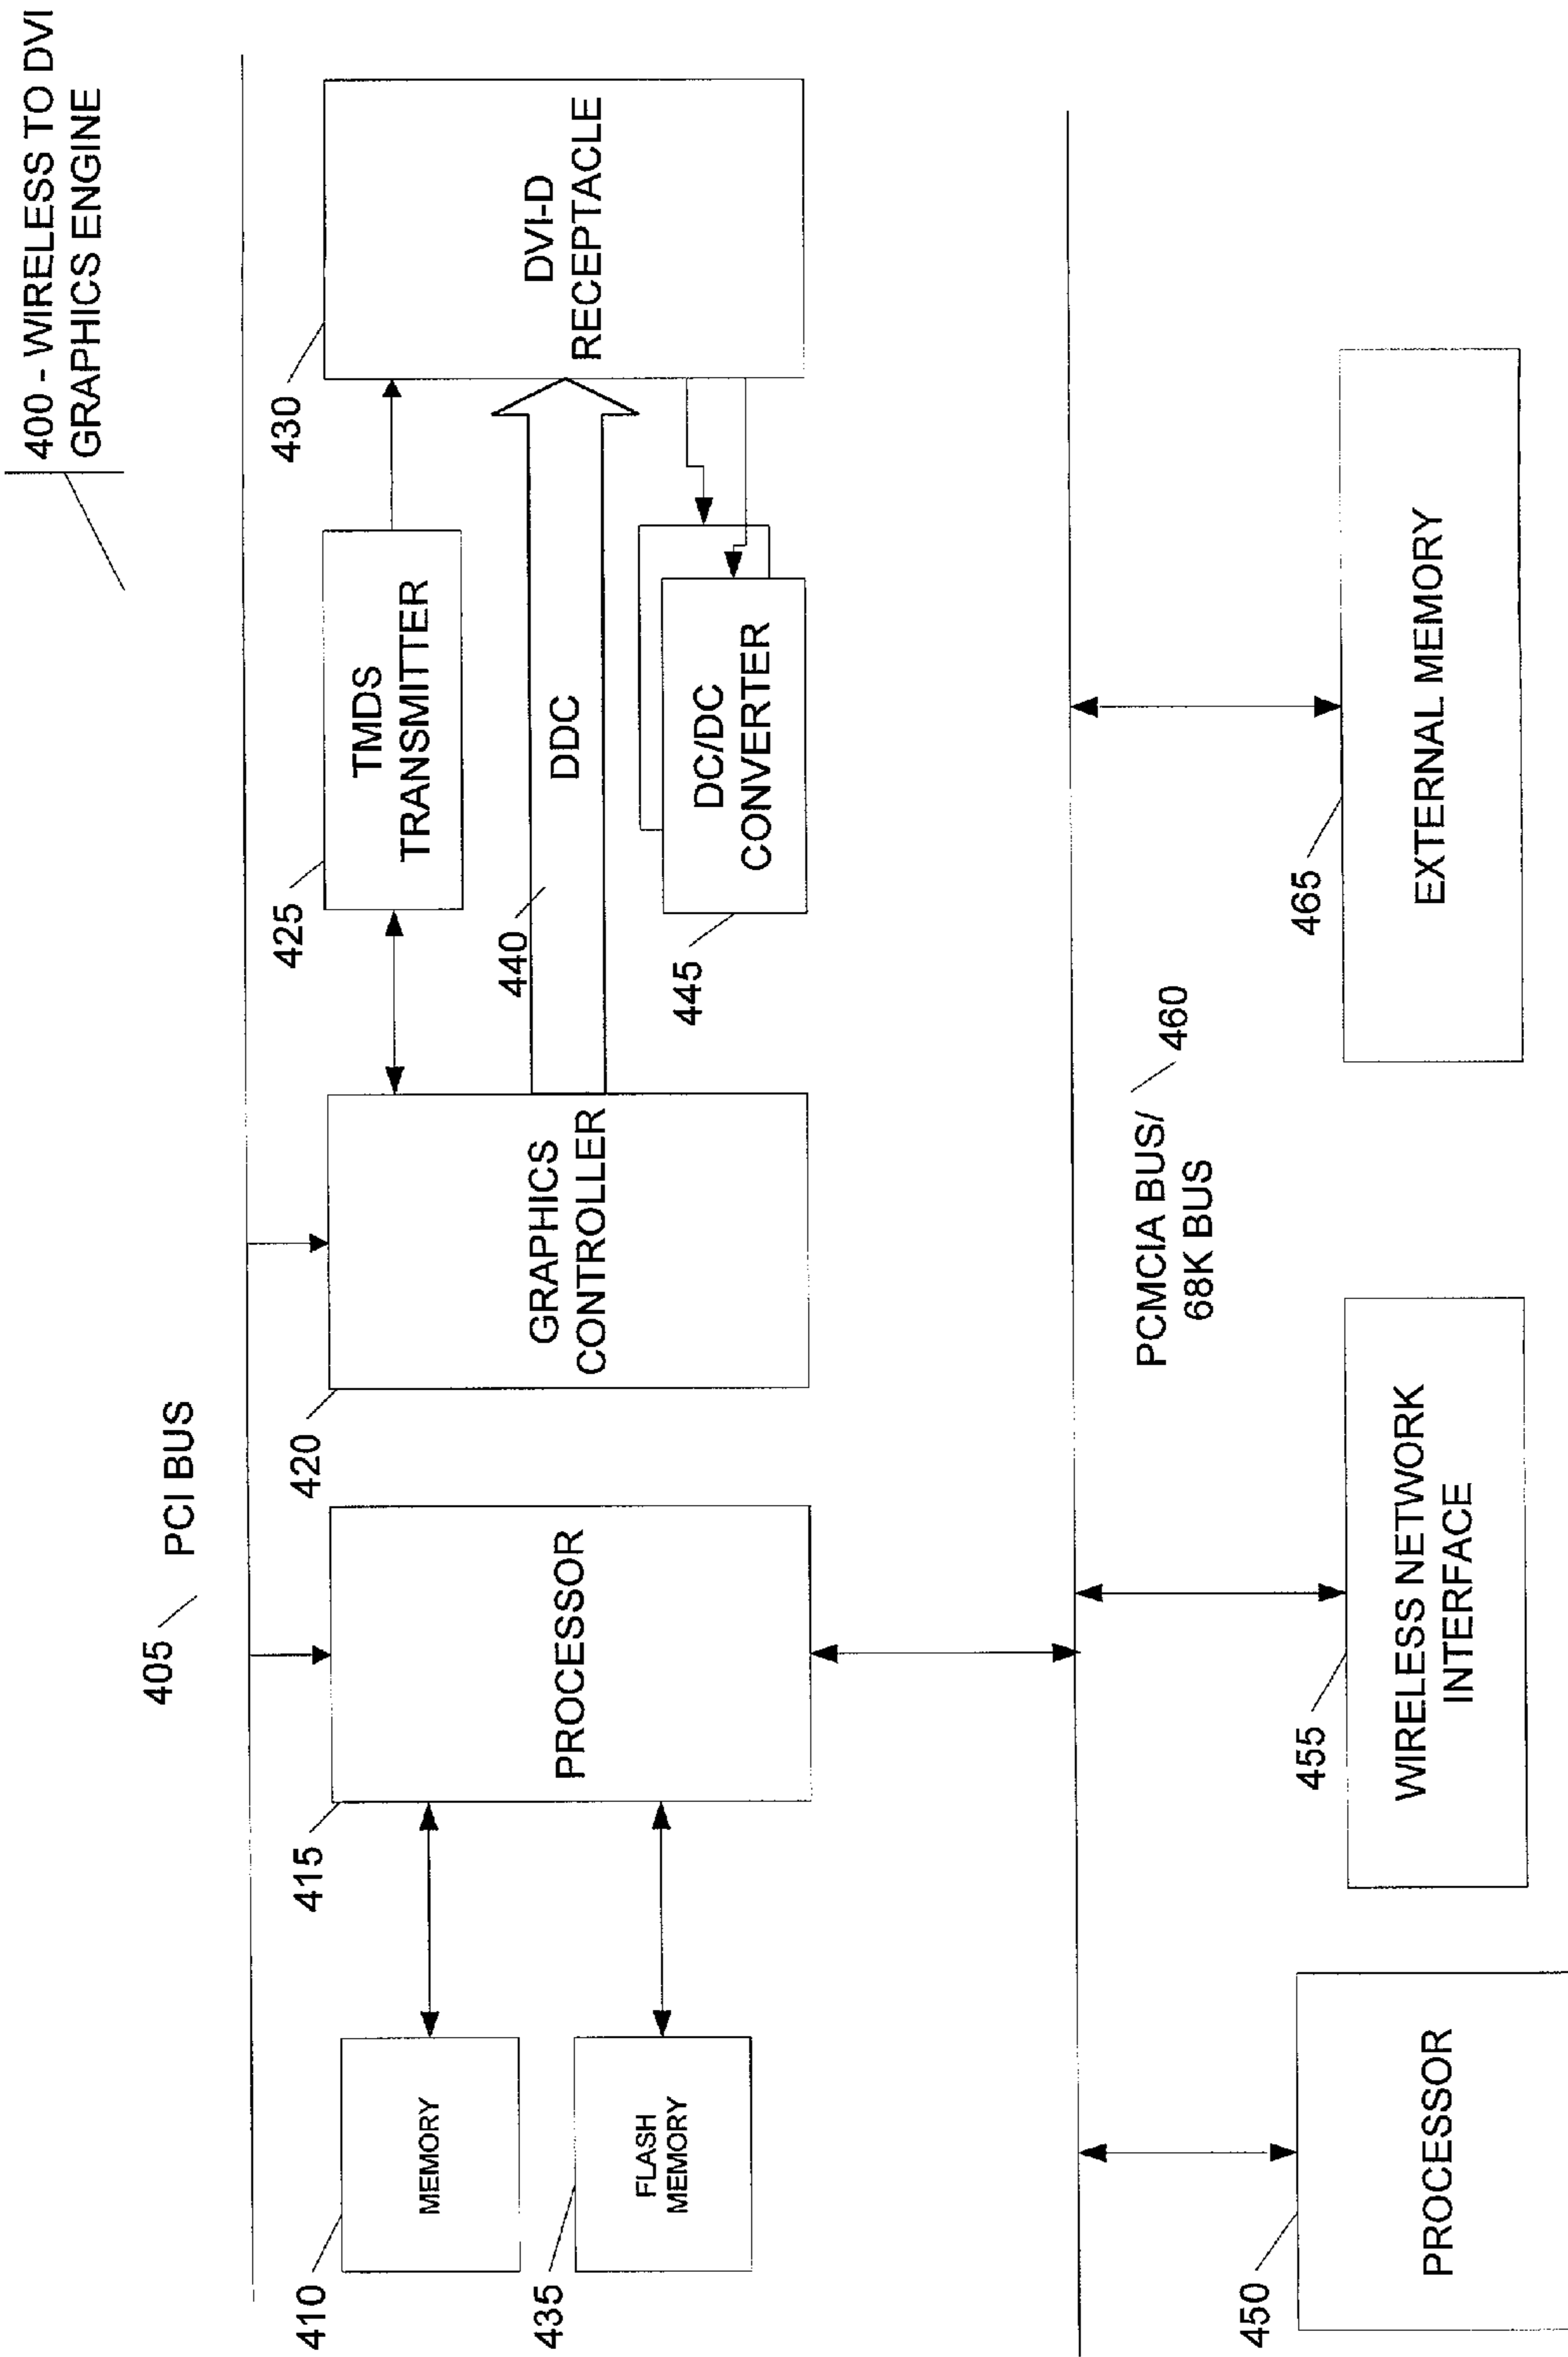 400 - WIRELESS TO DVI
GRAPHICS ENGINE
405
PCI BUS
410
MEMORY
435
FLASH
MEMORY
415
PROCESSOR
420
GRAPHICS
CONTROLLER
425
TMDS
TRANSMITTER
440
DDC
445
DC/DC
CONVERTER
430
DVI-D
RECEPTACLE
PCMCIA BUS/
68K BUS
460
450
PROCESSOR
455
WIRELESS NETWORK
INTERFACE
465
EXTERNAL MEMORY